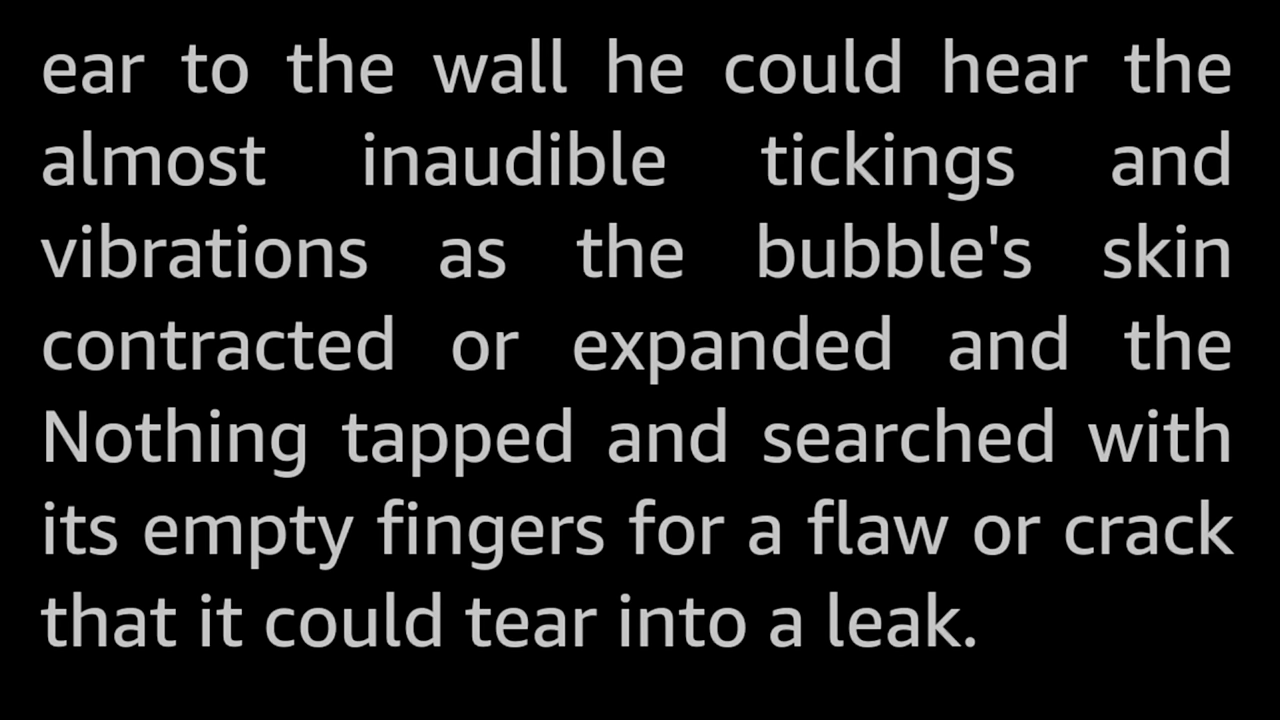 ear to the wall he could hear the
almost inaudible tickings and
vibrations as the bubble's skin
contracted or expanded and the
Nothing tapped and searched with
its empty fingers for a flaw or crack
that it could tear into a leak.